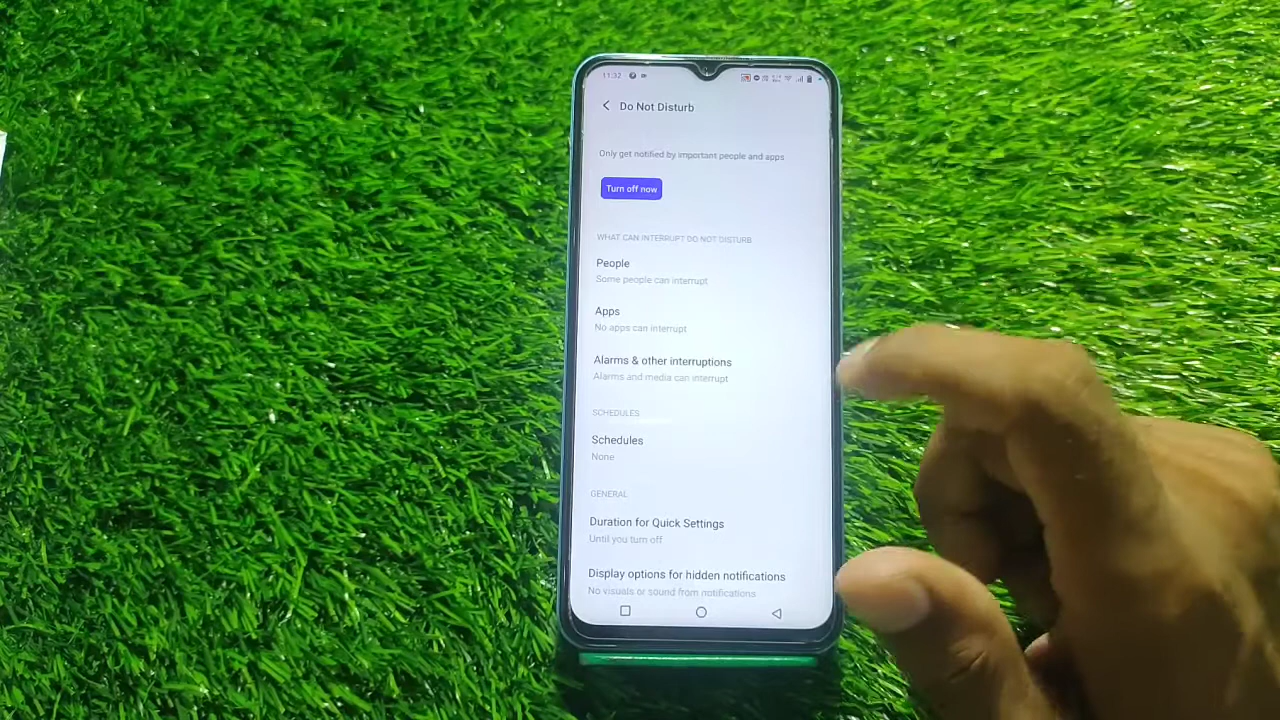 11:32
Do Not Disturb
Only get notified by important people and apps
Turn off now
WHAT CAN INTERRUPT DO NOT DISTURB
People
Some people can interrupt
Apps
No apps can interrupt
Alarms & other interruptions
Alarms and media can interrupt
SCHEDULES
Schedules
None
GENERAL
Duration for Quick Settings
Until you turn off
Display options for hidden notifications
No visuals or sound from notifications